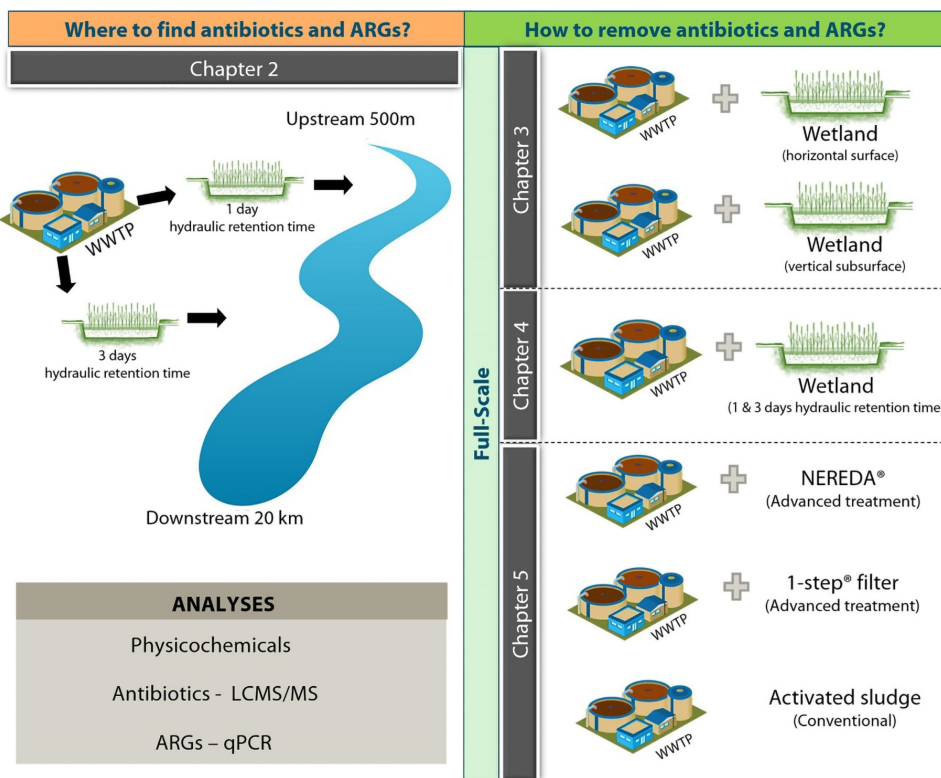 Where to find antibiotics and ARGs?
Chapter 2
Upstream 500m
WWTP
1 day
hydraulic retention time
3 days
hydraulic retention time
Downstream 20 km
ANALYSES
Physicochemicals
Antibiotics - LCMS/MS
ARGs – qPCR
How to remove antibiotics and ARGs?
Full-Scale
Chapter 3
WWTP
Wetland
(horizontal surface)
WWTP
Wetland
(vertical subsurface)
Chapter 4
WWTP
Wetland
(1 & 3 days hydraulic retention time
Chapter 5
WWTP
NEREDA®
(Advanced treatment)
WWTP
1-step® filter
(Advanced treatment)
WWTP
Activated sludge
(Conventional)